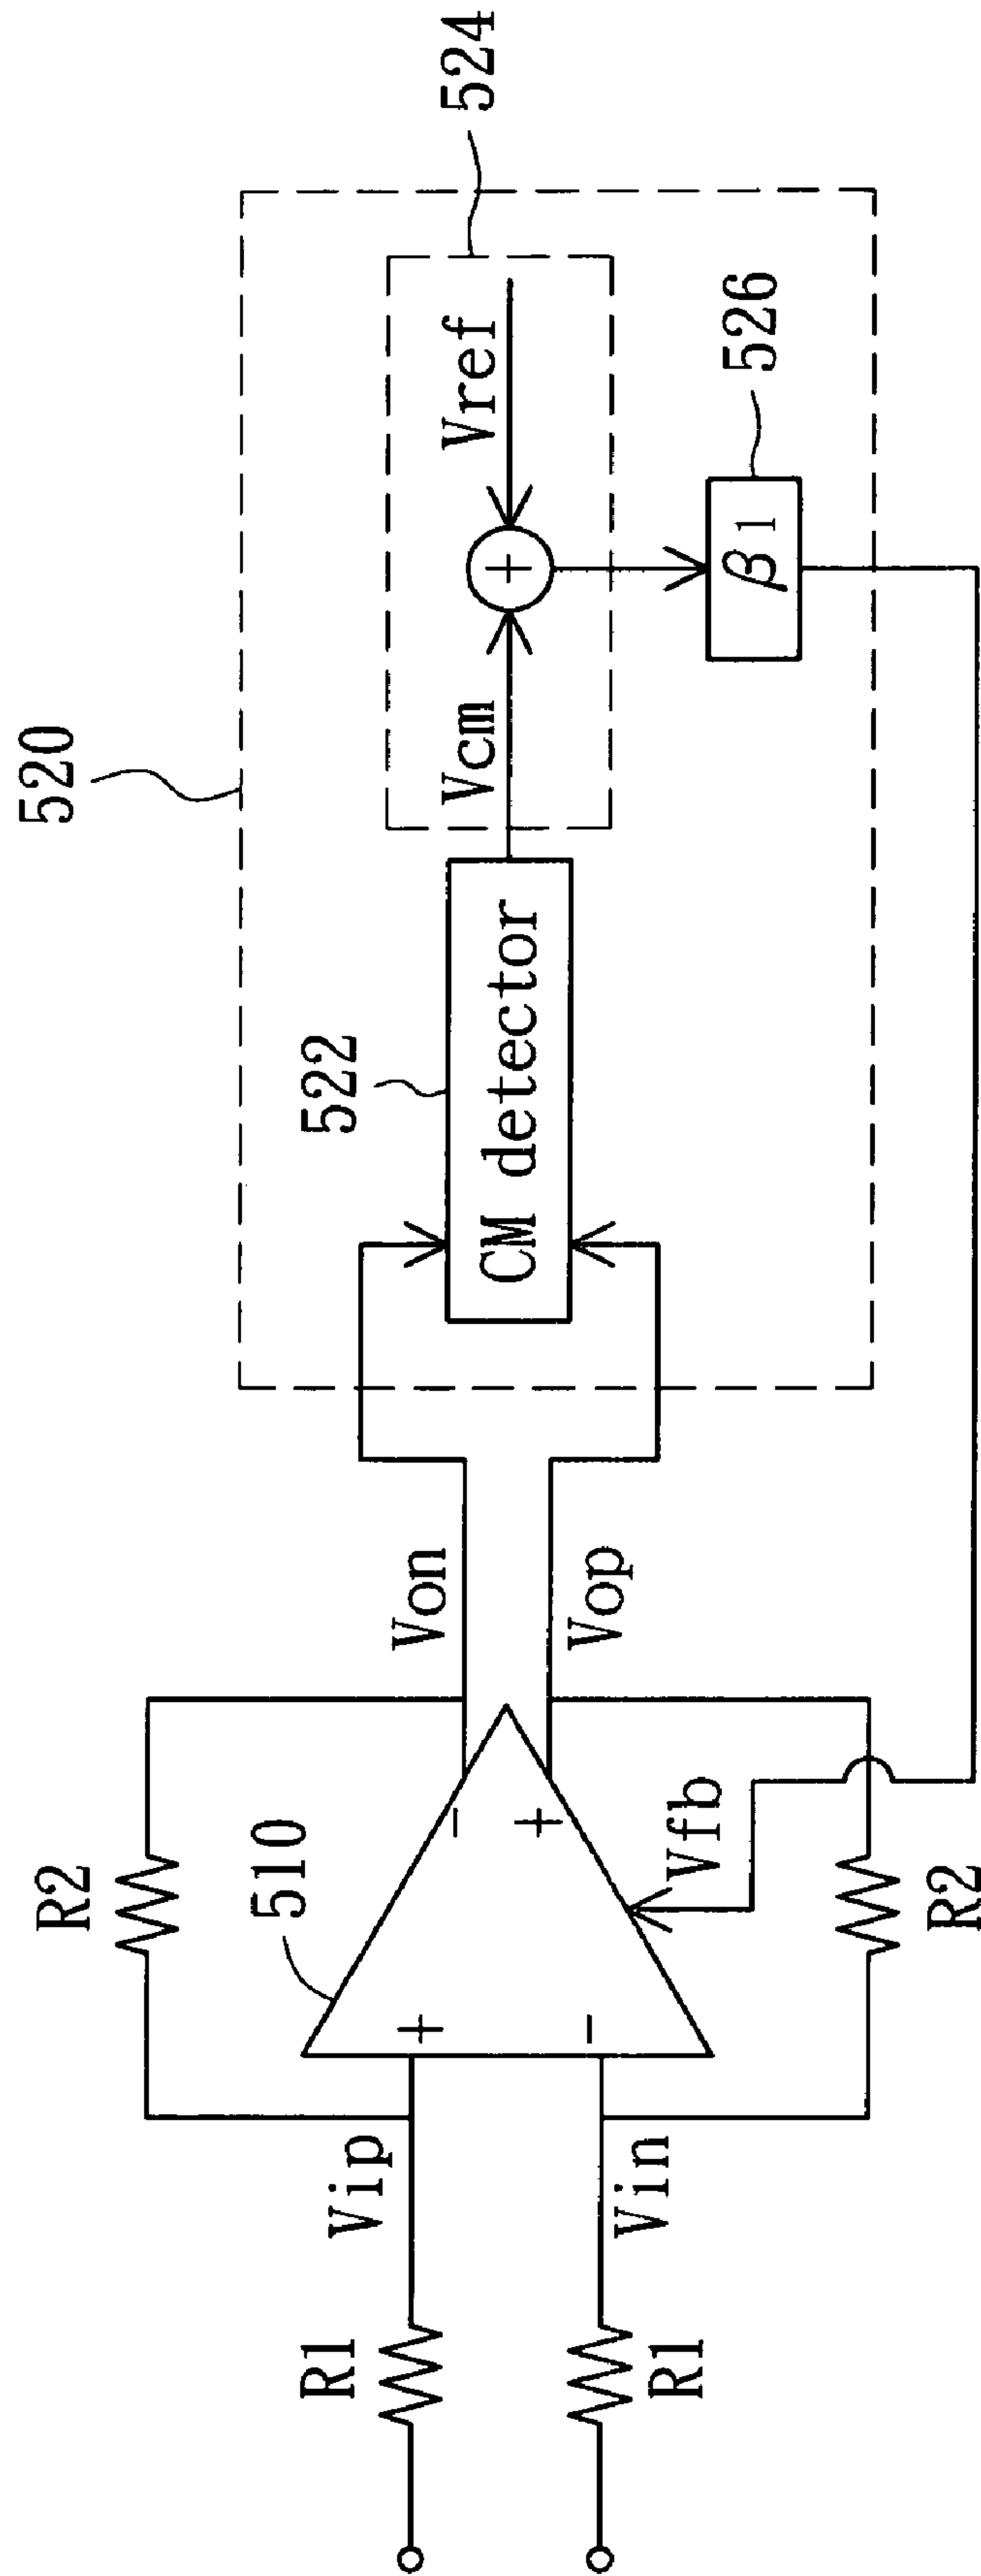 520
524
Vcm
Vref
522
CM detector
β1
526
R2
510
+
-
-
+
Von
Vop
Vfb
R1
Vip
Vin
R1
R2
+